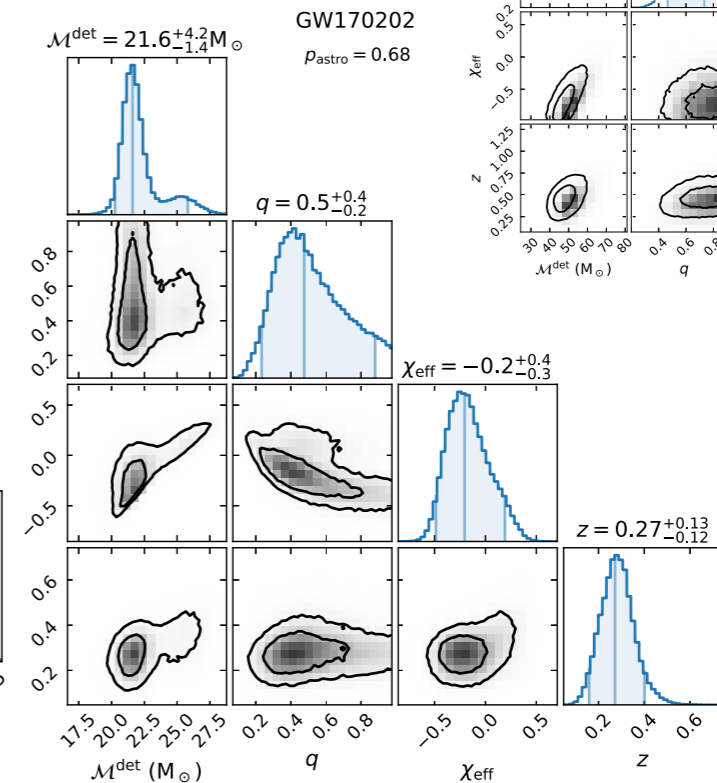 GW170202
p_astro = 0.68
ℳ^det = 21.6^{+4.2}_{−1.4} M_⊙
q = 0.5^{+0.4}_{−0.2}
χ_eff = −0.2^{+0.4}_{−0.3}
z = 0.27^{+0.13}_{−0.12}
0.2
χ_eff
0.0
−0.5
z
1.25
1.00
0.75
0.50
0.25
30 40 50 60 70 80
0.4 0.6 0.8
ℳ^det (M_⊙)
q
0.8
0.6
0.4
0.2
0.5
0.0
−0.5
0.6
0.4
0.2
17.5 20.0 22.5 25.0 27.5
0.2 0.4 0.6 0.8
−0.5 0.0 0.5
0.2 0.4 0.6
ℳ^det (M_⊙)
q
χ_eff
z